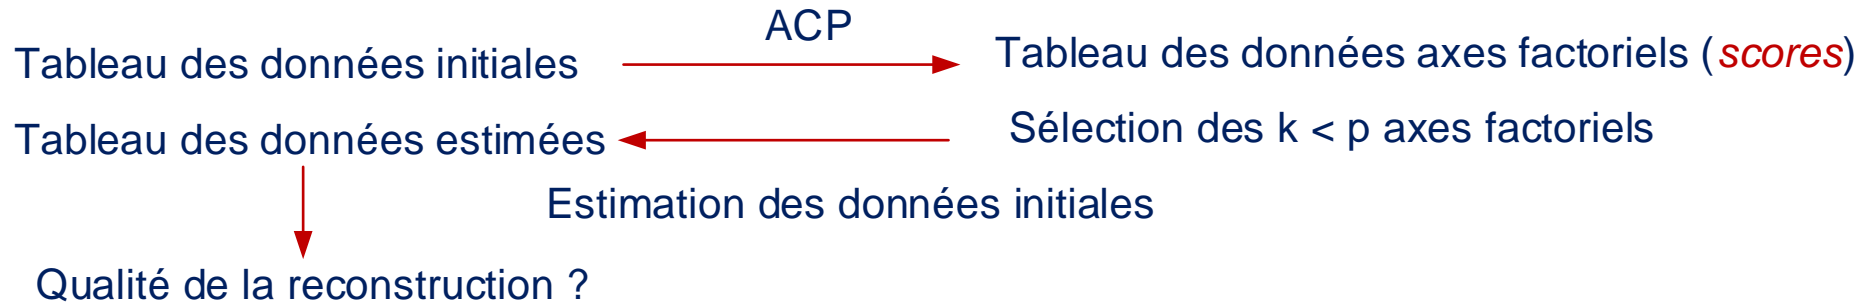 ACP
Tableau des données initiales
Tableau des données axes factoriels (scores)
Tableau des données estimées
Sélection des k < p axes factoriels
Estimation des données initiales
Qualité de la reconstruction ?